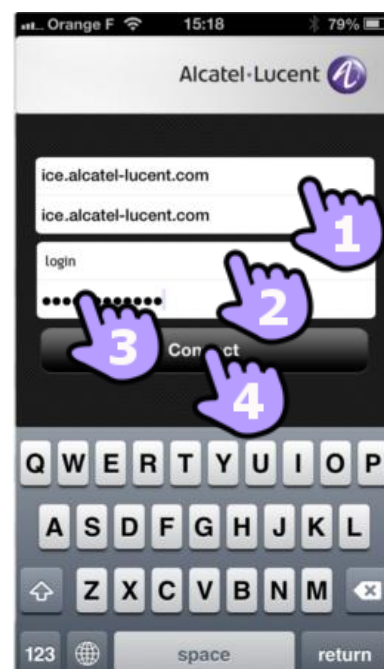 Orange F 15:18 79%
Alcatel·Lucent
ice.alcatel-lucent.com
ice.alcatel-lucent.com
1
login
2
3
Connect
4
Q W E R T Y U I O P
A S D F G H J K L
Z X C V B N M
123 space return